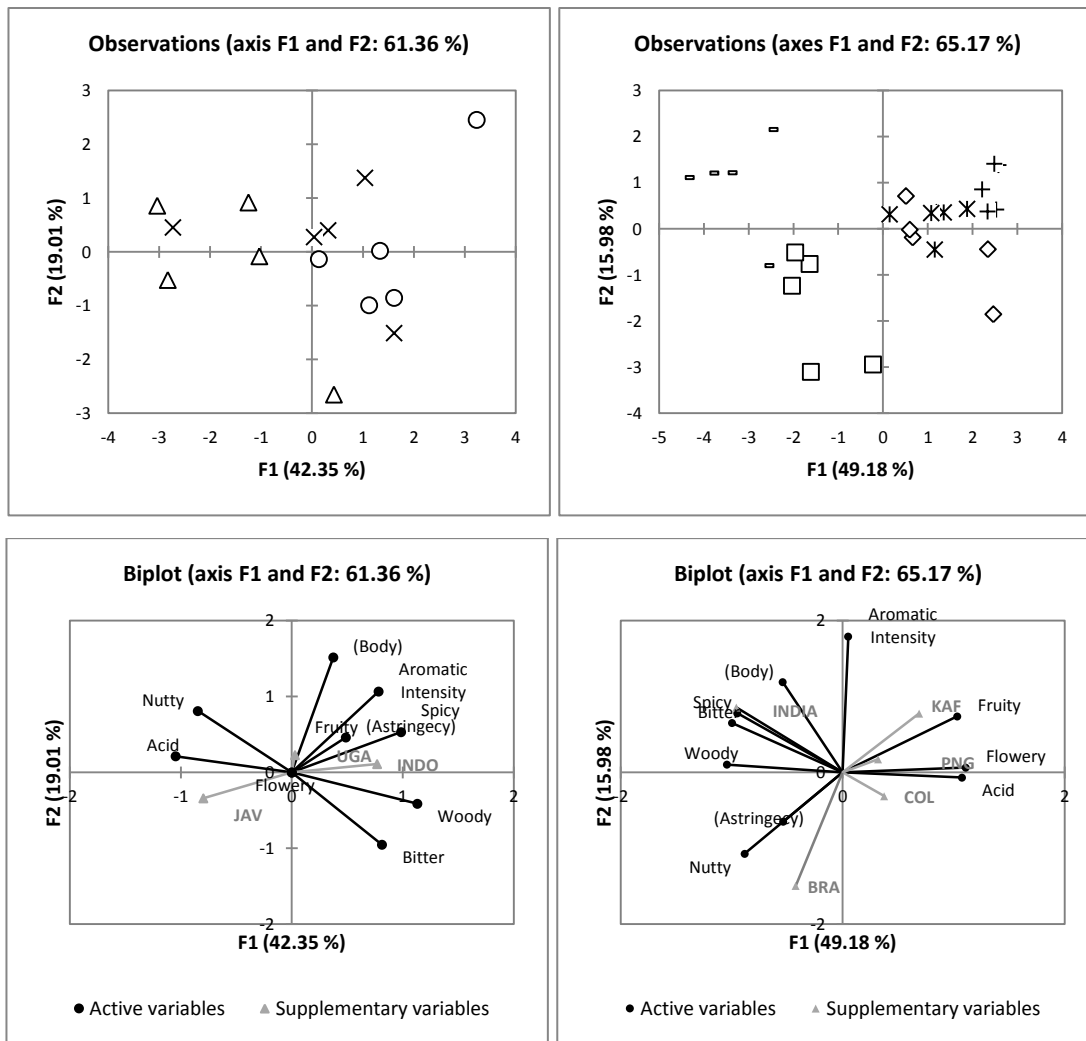 Observations (axis F1 and F2: 61.36 %)
3
2
1
0
-1
-2
-3
-4 -3 -2 -1 0 1 2 3 4
F2 (19.01 %)
F1 (42.35 %)
Observations (axes F1 and F2: 65.17 %)
3
2
1
0
-1
-2
-3
-4
-5 -4 -3 -2 -1 0 1 2 3 4
F2 (15.98 %)
F1 (49.18 %)
Biplot (axis F1 and F2: 61.36 %)
2
(Body)
Aromatic
Intensity
Nutty
1
Spicy
Fruity
(Astringecy)
Acid
UGA
INDO
0
Flowery
-2 -1 0 1 2
JAV
Woody
-1
Bitter
-2
F2 (19.01 %)
F1 (42.35 %)
Biplot (axis F1 and F2: 65.17 %)
Aromatic
2
Intensity
(Body)
1
Spicy
INDIA
KAF
Fruity
Bitter
Woody
PNG
Flowery
0
Acid
-2 0 2
COL
(Astringecy)
-1
Nutty
BRA
-2
F2 (15.98 %)
F1 (49.18 %)
Active variables Supplementary variables
Active variables Supplementary variables